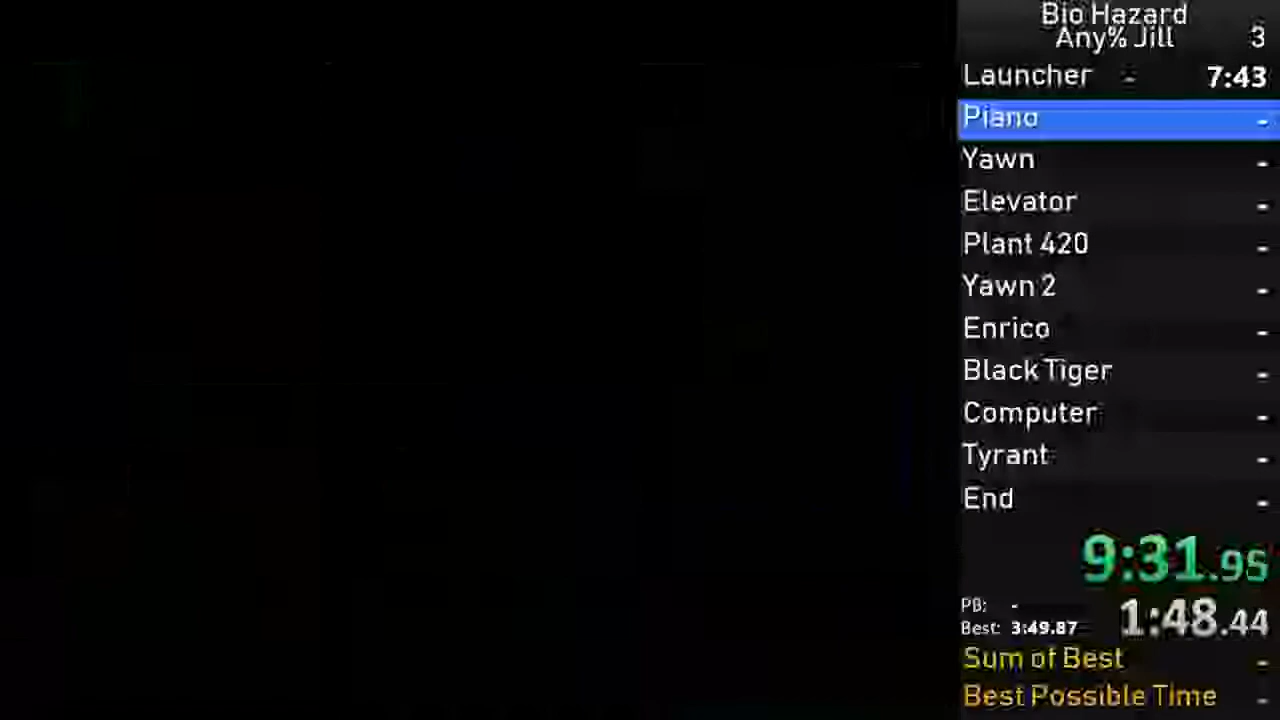 Bio Hazard
Any% Jill 3
Launcher - 7:43
Piano -
Yawn -
Elevator -
Plant 420 -
Yawn 2 -
Enrico -
Black Tiger -
Computer -
Tyrant -
End -
9:31.95
PB: -
Best: 3:49.87 1:48.44
Sum of Best -
Best Possible Time -